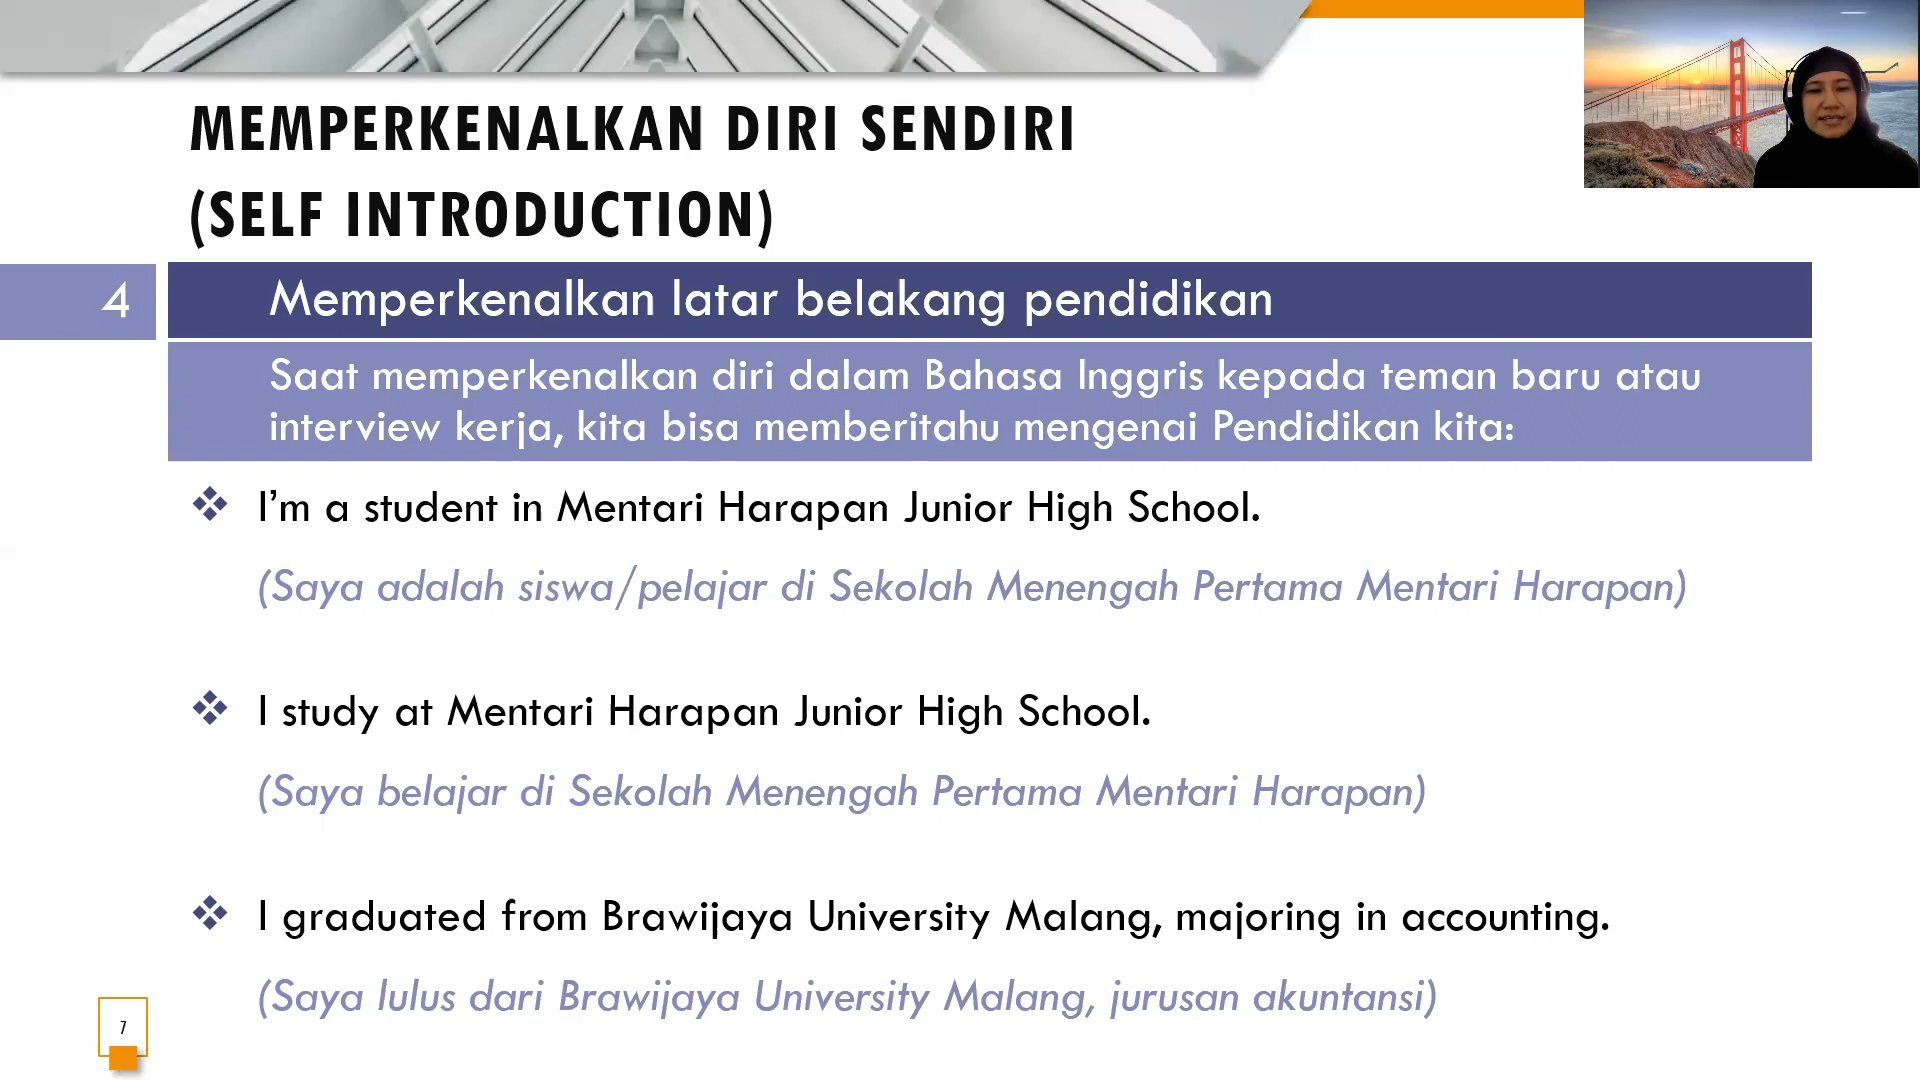 MEMPERKENALKAN DIRI SENDIRI
(SELF INTRODUCTION)
4
Memperkenalkan latar belakang pendidikan
Saat memperkenalkan diri dalam Bahasa Inggris kepada teman baru atau
interview kerja, kita bisa memberitahu mengenai Pendidikan kita:
❖ I’m a student in Mentari Harapan Junior High School.
(Saya adalah siswa/pelajar di Sekolah Menengah Pertama Mentari Harapan)
❖ I study at Mentari Harapan Junior High School.
(Saya belajar di Sekolah Menengah Pertama Mentari Harapan)
❖ I graduated from Brawijaya University Malang, majoring in accounting.
(Saya lulus dari Brawijaya University Malang, jurusan akuntansi)
7